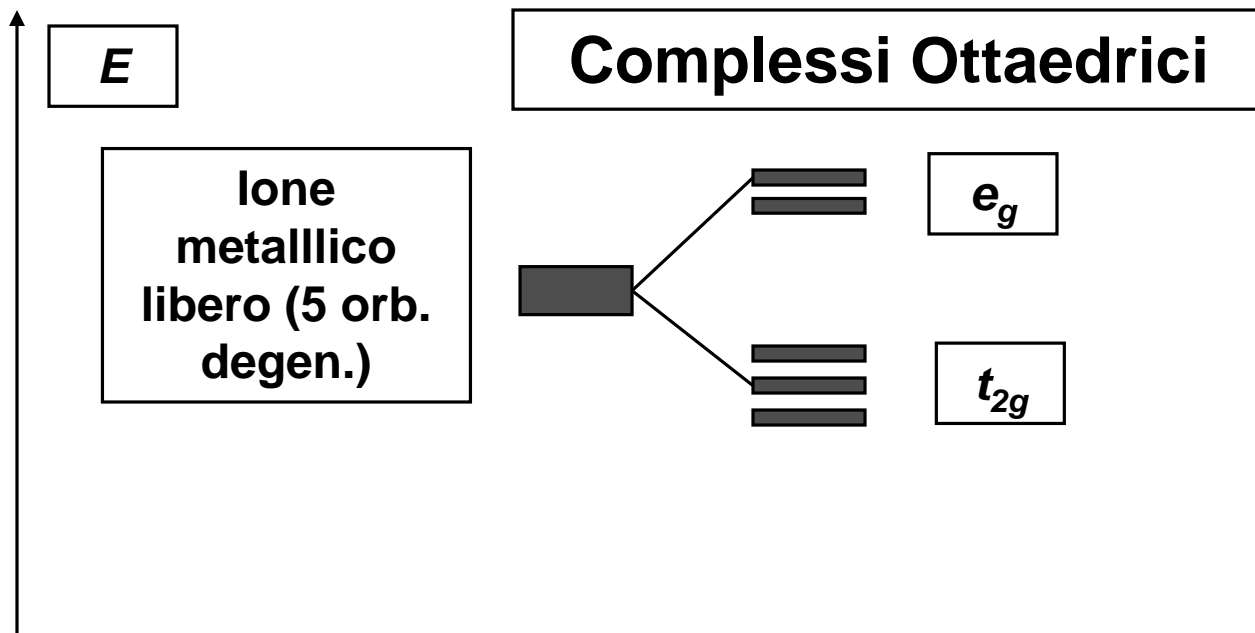 E
Complessi Ottaedrici
Ione
metalllico
libero (5 orb.
degen.)
eg
t2g